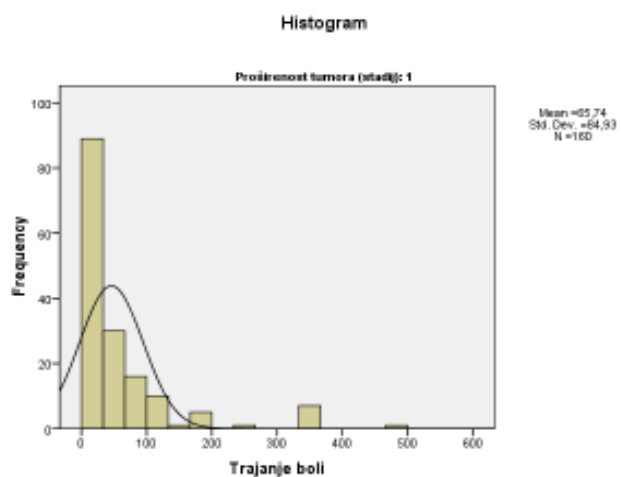 Histogram
Proširenost tumora (stadij): 1
Mean =65,74
Std. Dev. =84,93
N =160
Frequency
100
80
60
40
20
0
0 100 200 300 400 500 600
Trajanje boli